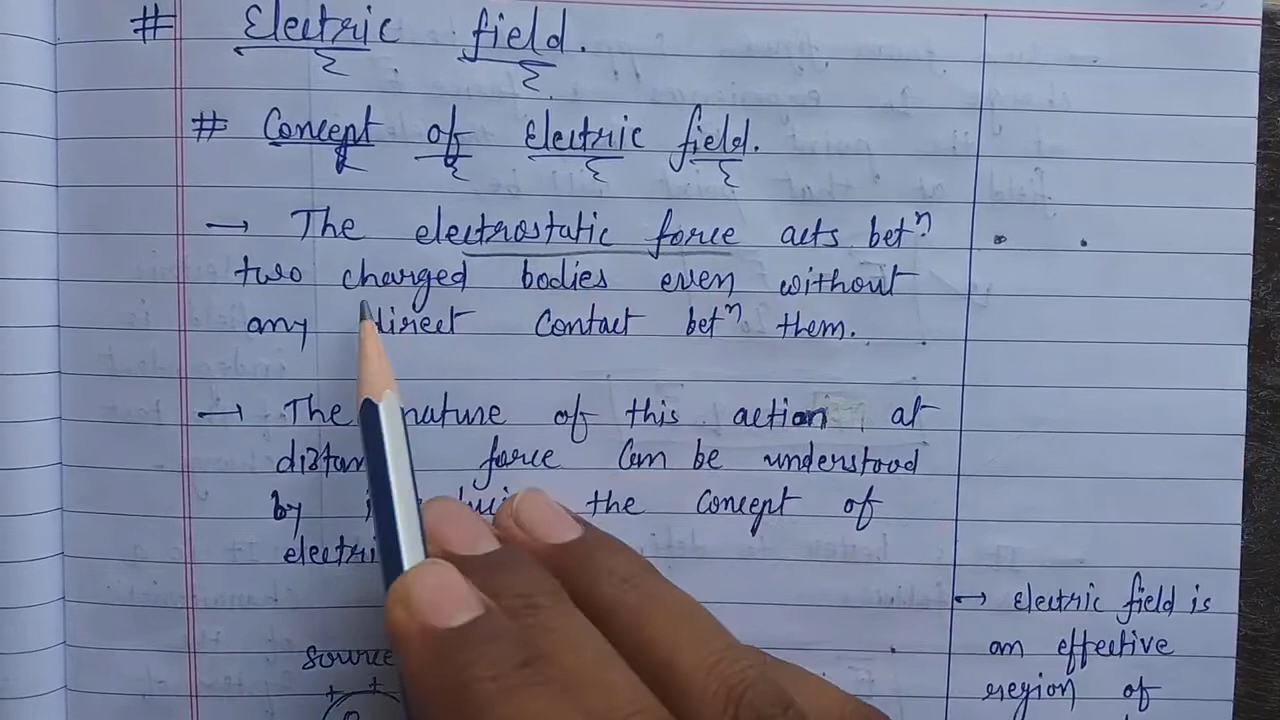 # Electric field.
# Concept of Electric field.
→ The electrostatic force acts betⁿ
two charged bodies even without
any direct contact betⁿ them.
→ The nature of this action at
force can be understood
by the concept of
source
→ Electric field is
an effective
region of